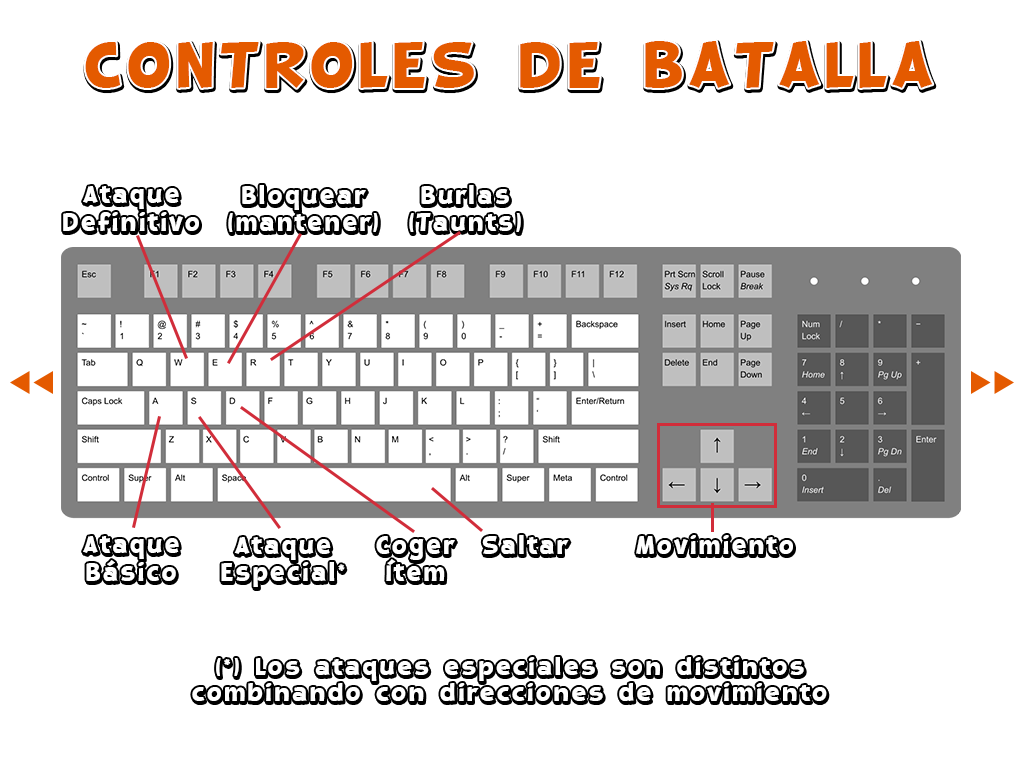 CONTROLES DE BATALLA
Ataque
Definitivo
Bloquear
(mantener)
Burlas
(Taunts)
Esc F1 F2 F3 F4 F5 F6 F7 F8 F9 F10 F11 F12 Prt Scrn Scroll Pause
Sys Rq Lock Break
~ ! @ # $ % ^ & * ( ) _ + Backspace Insert Home Page Num / * −
` 1 2 3 4 5 6 7 8 9 0 - = Up Lock
Tab Q W E R T Y U I O P { } | Delete End Page 7 8 9 +
[ ] \ Down Home ↑ Pg Up
Caps Lock A S D F G H J K L : " Enter/Return 4 5 6
; ' ← →
Shift Z X C V B N M < > ? Shift ↑ 1 2 3 Enter
, . / End ↓ Pg Dn
Control Super Alt Space Alt Super Meta Control ← ↓ → 0 .
Insert Del
Ataque
Básico
Ataque
Especial*
Coger
ítem
Saltar
Movimiento
(*) Los ataques especiales son distintos
combinando con direcciones de movimiento